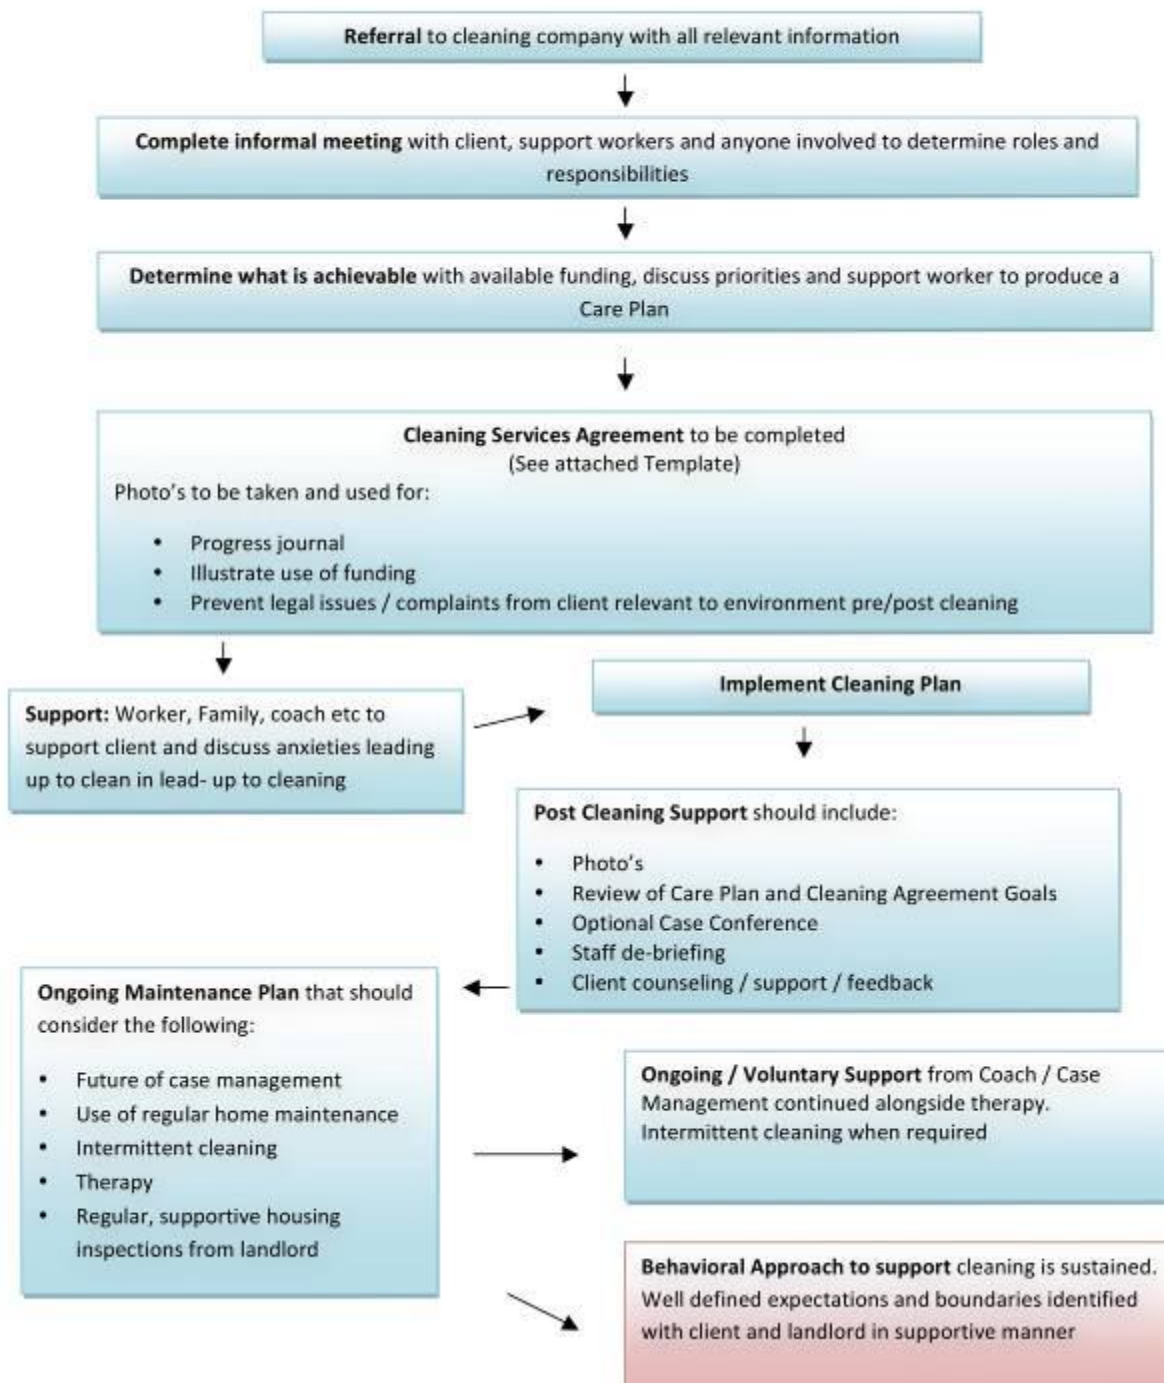 Referral to cleaning company with all relevant information
Complete informal meeting with client, support workers and anyone involved to determine roles and
responsibilities
Determine what is achievable with available funding, discuss priorities and support worker to produce a
Care Plan
Cleaning Services Agreement to be completed
(See attached Template)
Photo's to be taken and used for:
• Progress journal
• Illustrate use of funding
• Prevent legal issues / complaints from client relevant to environment pre/post cleaning
Support: Worker, Family, coach etc to
support client and discuss anxieties leading
up to clean in lead- up to cleaning
Implement Cleaning Plan
Post Cleaning Support should include:
• Photo's
• Review of Care Plan and Cleaning Agreement Goals
• Optional Case Conference
• Staff de-briefing
• Client counseling / support / feedback
Ongoing Maintenance Plan that should
consider the following:
• Future of case management
• Use of regular home maintenance
• Intermittent cleaning
• Therapy
• Regular, supportive housing
inspections from landlord
Ongoing / Voluntary Support from Coach / Case
Management continued alongside therapy.
Intermittent cleaning when required
Behavioral Approach to support cleaning is sustained.
Well defined expectations and boundaries identified
with client and landlord in supportive manner